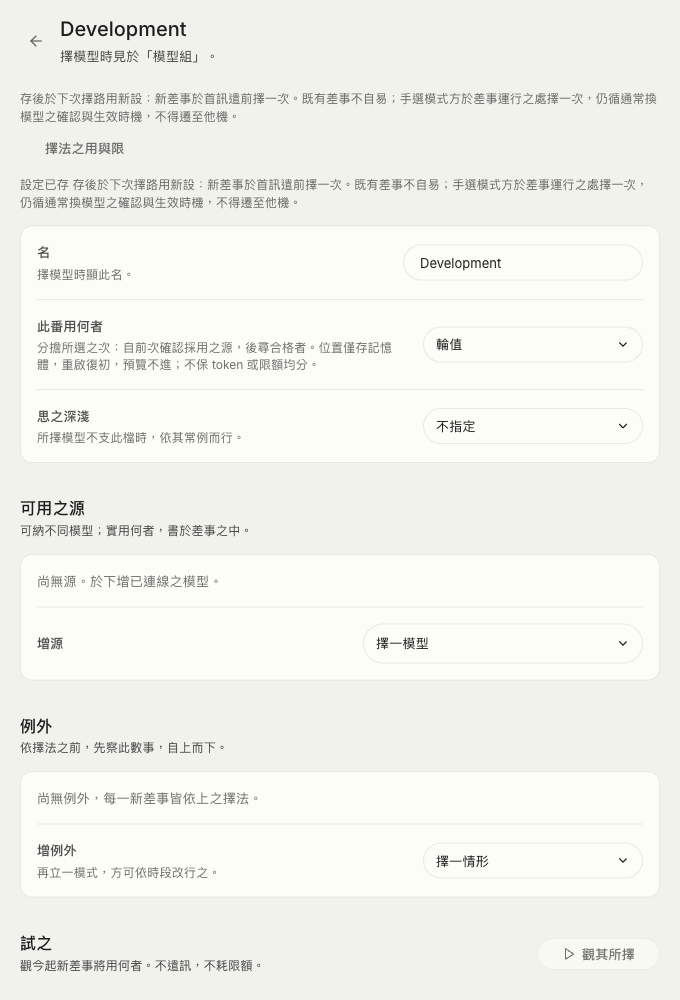 Development
擇模型時見於「模型組」。
存後於下次擇路用新設：新差事於首訊遣前擇一次。既有差事不自易；手選模式方於差事運行之處擇一次，仍循通常換
模型之確認與生效時機，不得遷至他機。
擇法之用與限
設定已存 存後於下次擇路用新設：新差事於首訊遣前擇一次。既有差事不自易；手選模式方於差事運行之處擇一次，
仍循通常換模型之確認與生效時機，不得遷至他機。
名
擇模型時顯此名。
Development
此番用何者
分擔所選之次：自前次確認採用之源，後尋合格者。位置僅存記憶
體，重啟復初，預覽不進；不保 token 或限額均分。
輪值
思之深淺
所擇模型不支此檔時，依其常例而行。
不指定
可用之源
可納不同模型；實用何者，書於差事之中。
尚無源。於下增已連線之模型。
增源
擇一模型
例外
依擇法之前，先察此數事，自上而下。
尚無例外，每一新差事皆依上之擇法。
增例外
再立一模式，方可依時段改行之。
擇一情形
試之
觀今起新差事將用何者。不遣訊，不耗限額。
觀其所擇